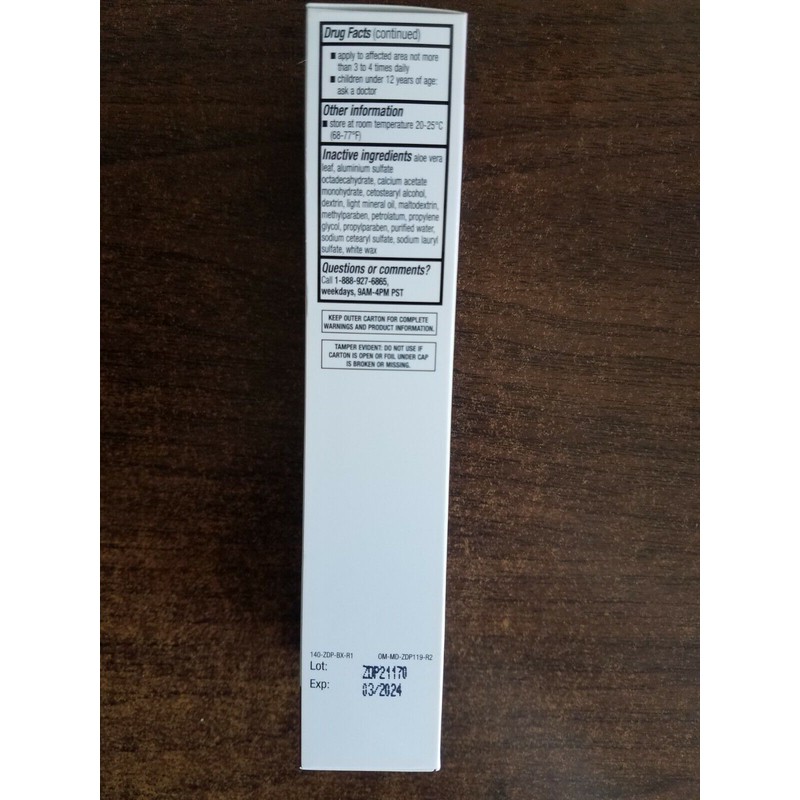 Drug Facts (continued)
■ apply to affected area not more
than 3 to 4 times daily
■ children under 12 years of age:
ask a doctor
Other information
■ store at room temperature 20-25°C
(68-77°F)
Inactive ingredients aloe vera
leaf, aluminium sulfate
octadecahydrate, calcium acetate
monohydrate, cetostearyl alcohol,
dextrin, light mineral oil, maltodextrin,
methylparaben, petrolatum, propylene
glycol, propylparaben, purified water,
sodium cetearyl sulfate, sodium lauryl
sulfate, white wax
Questions or comments?
Call 1-888-927-6865,
weekdays, 9AM-4PM PST
KEEP OUTER CARTON FOR COMPLETE
WARNINGS AND PRODUCT INFORMATION.
TAMPER EVIDENT: DO NOT USE IF
CARTON IS OPEN OR FOIL UNDER CAP
IS BROKEN OR MISSING.
140-ZDP-BX-R1 OM-MD-ZDP119-R2
Lot: ZDP21170
Exp: 03/2024